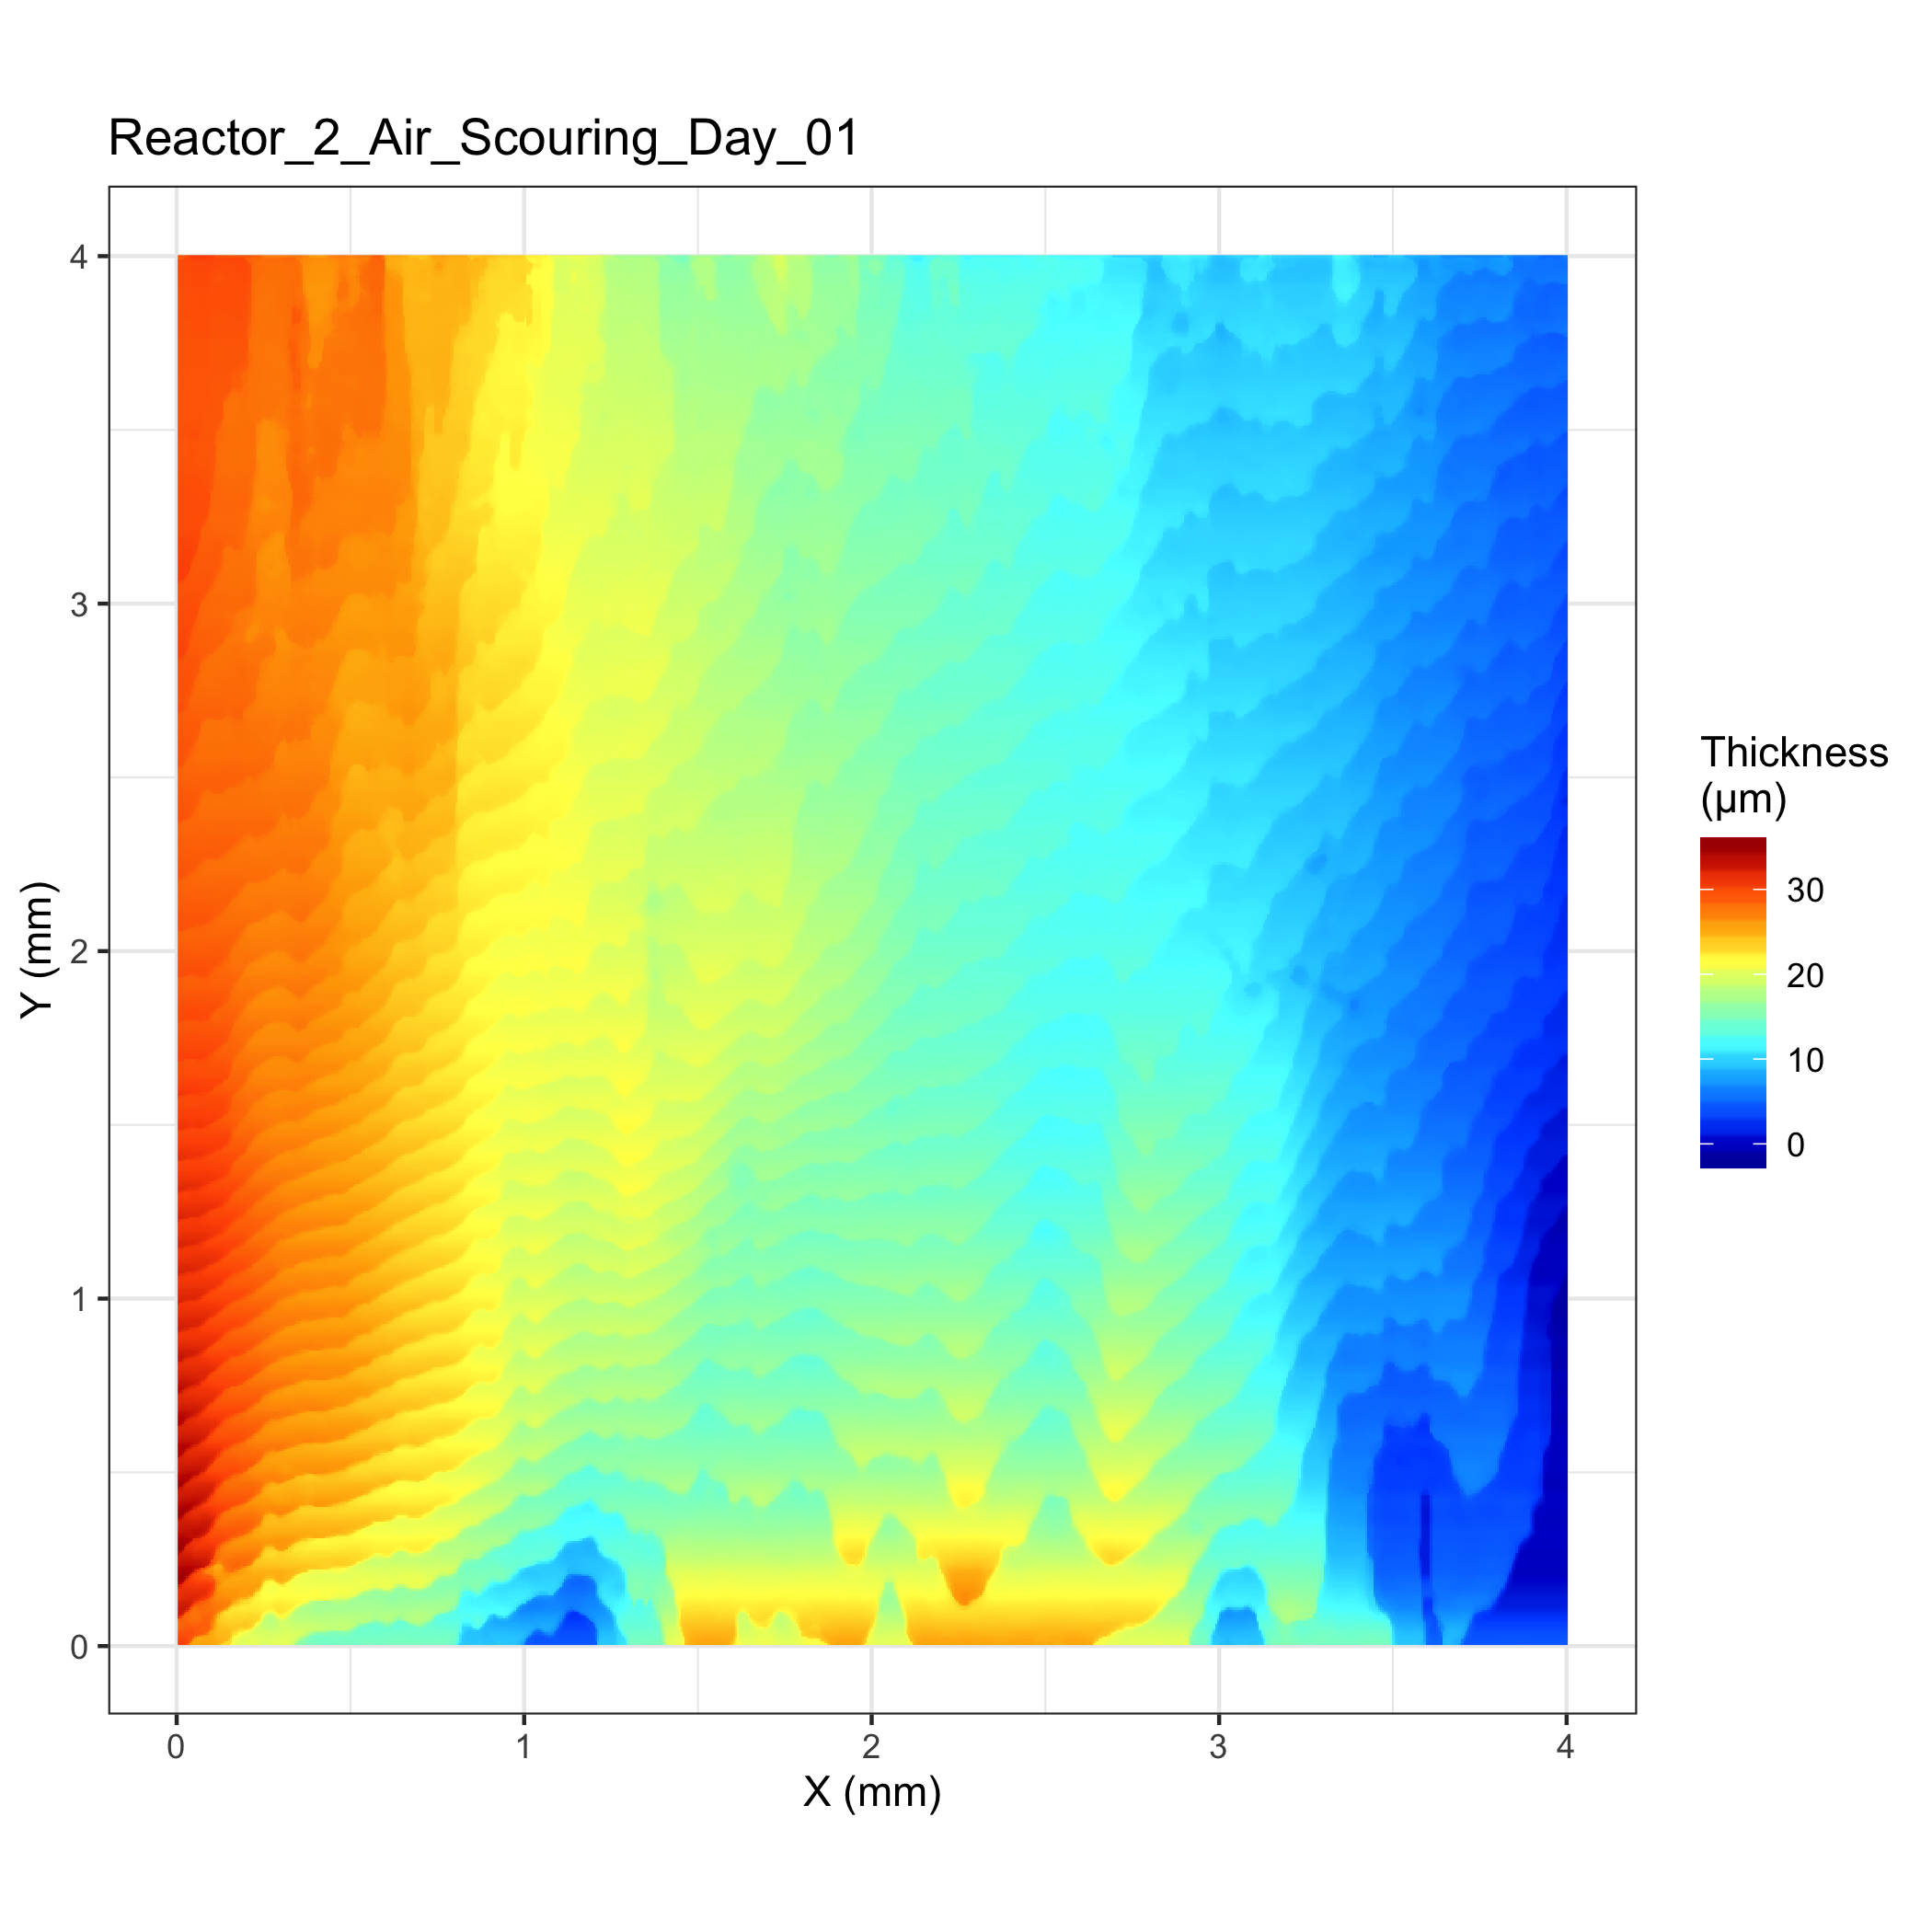 Reactor_2_Air_Scouring_Day_01
4
3
2
1
0
Y (mm)
0 1 2 3 4
X (mm)
Thickness
(µm)
30
20
10
0